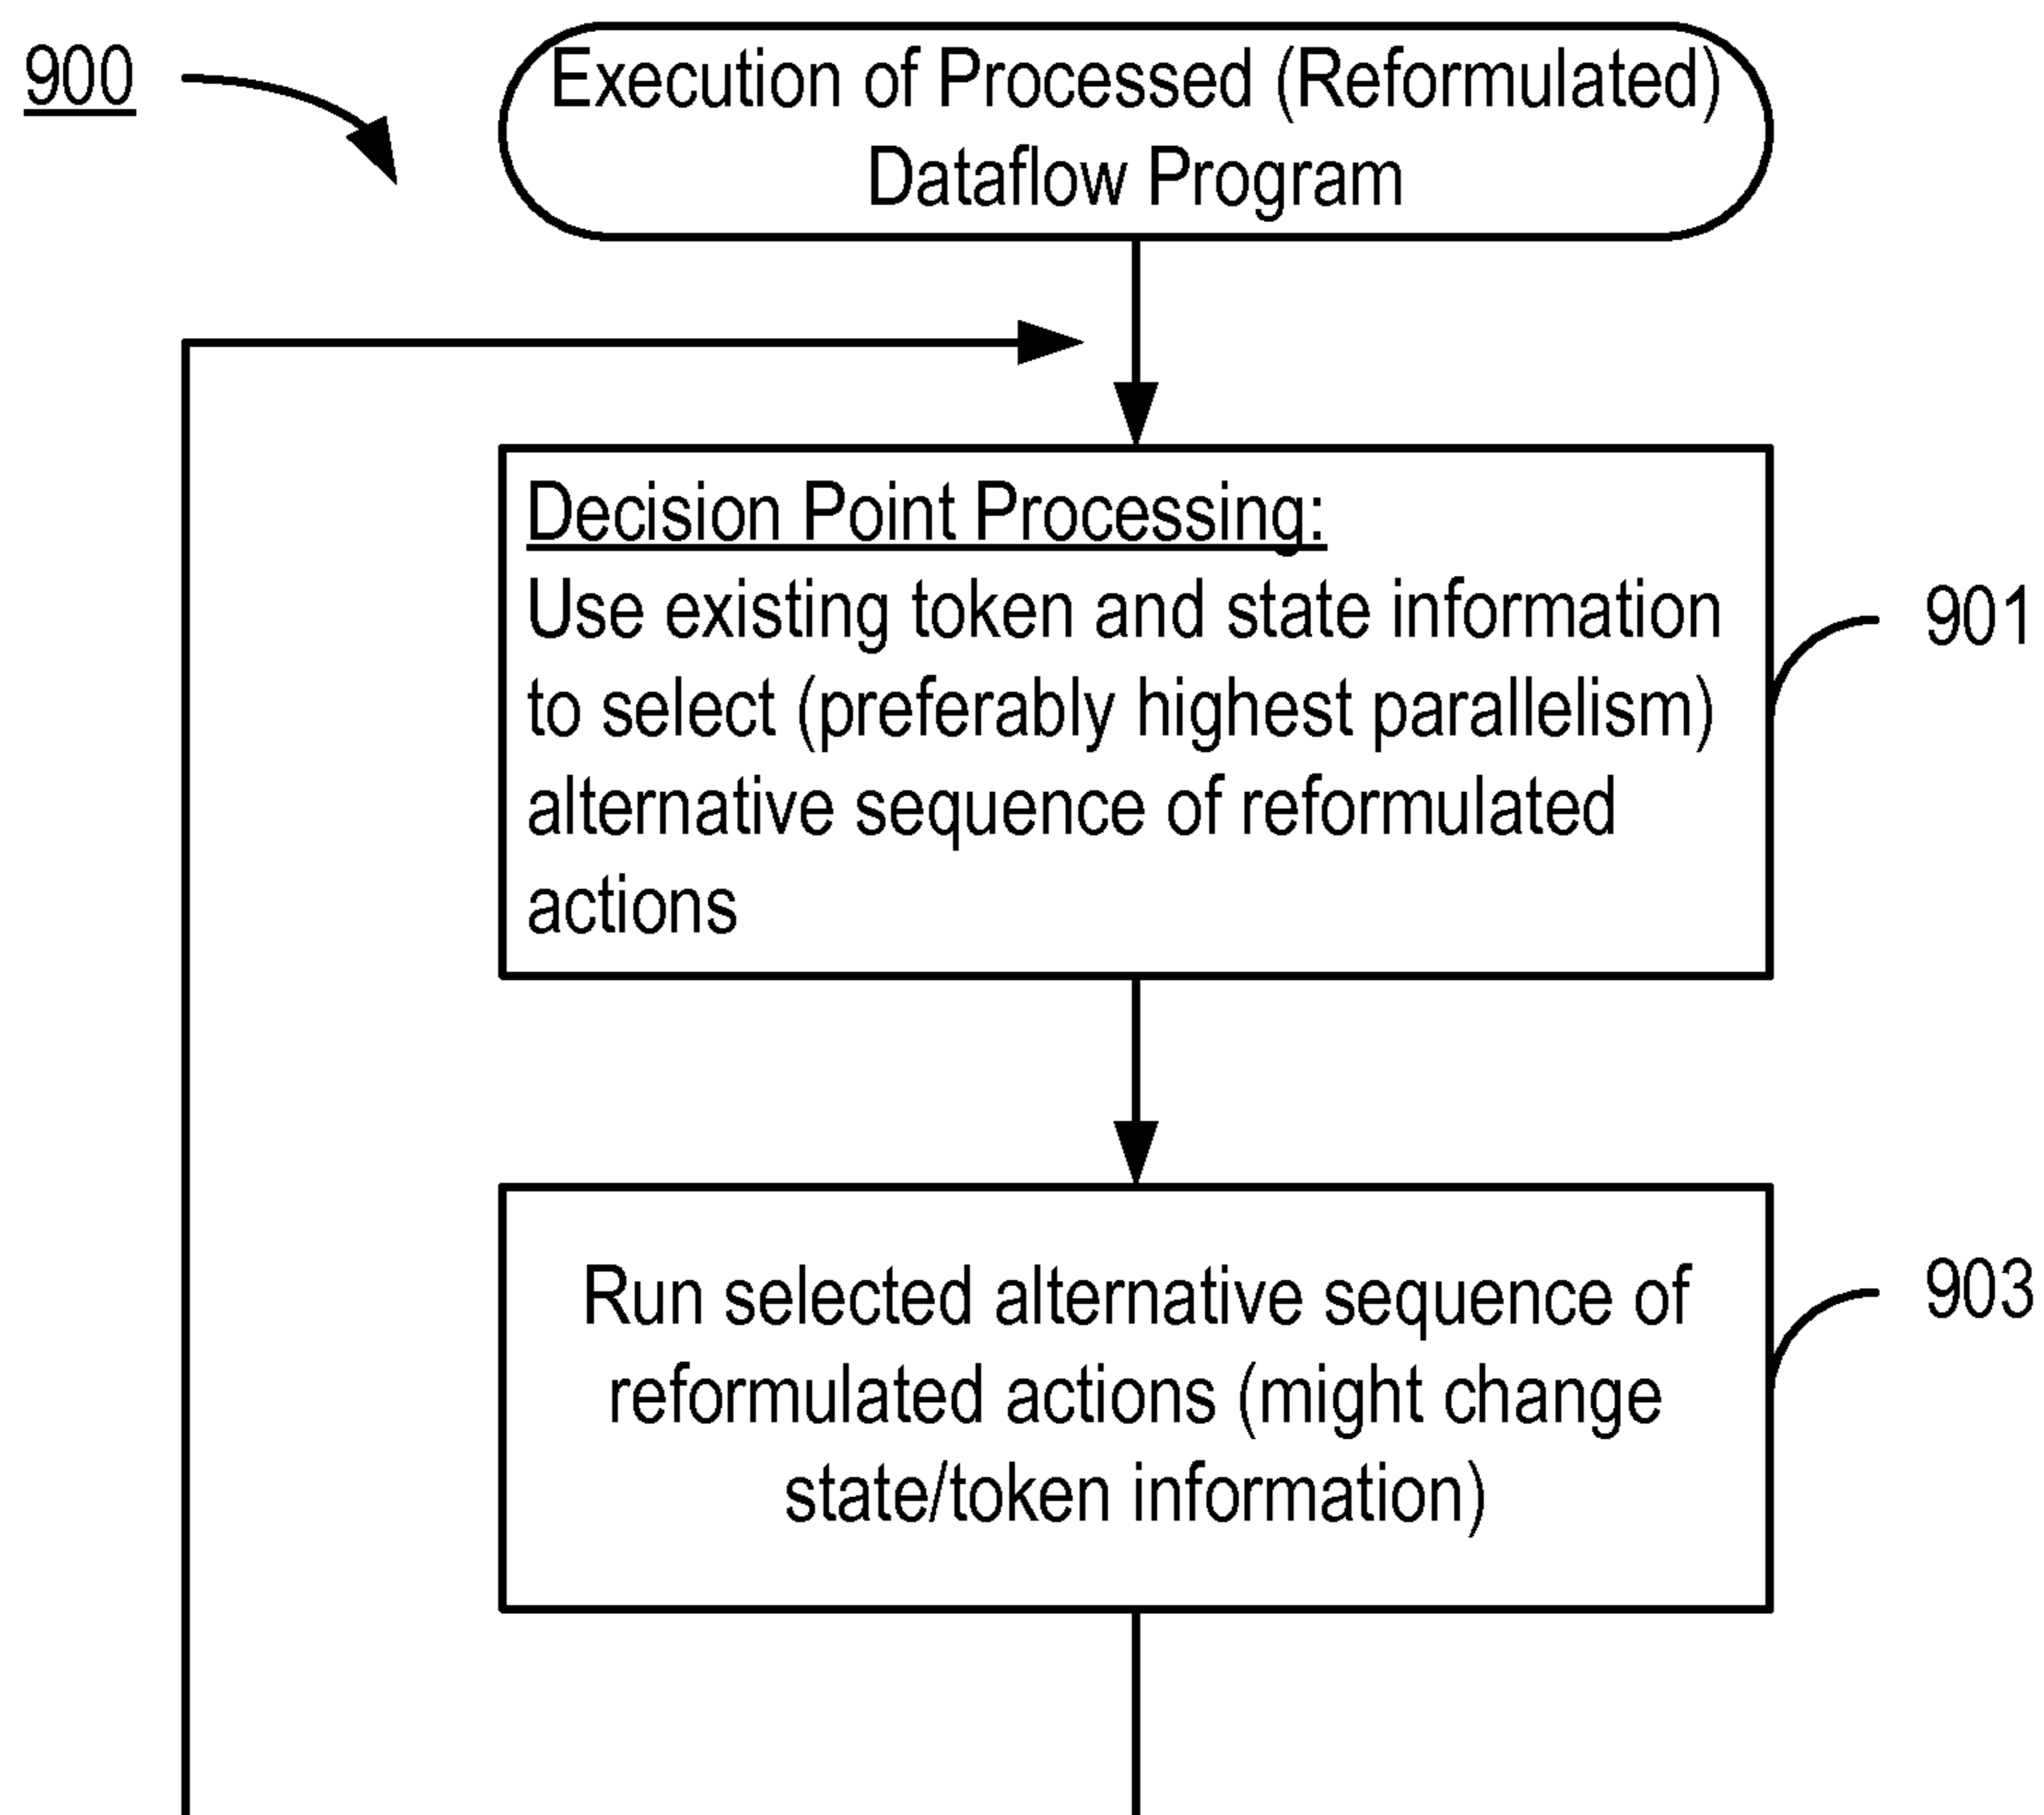 900
Execution of Processed (Reformulated)
Dataflow Program
Decision Point Processing:
Use existing token and state information
to select (preferably highest parallelism)
alternative sequence of reformulated
actions
901
Run selected alternative sequence of
reformulated actions (might change
state/token information)
903